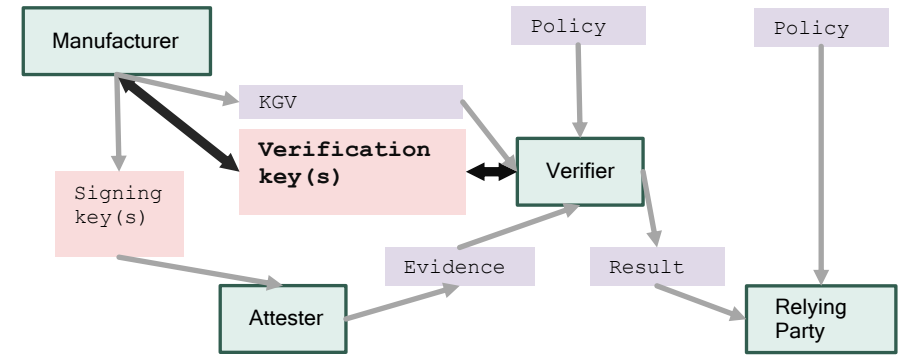 Manufacturer
Policy
Policy
KGV
Verification
key(s)
Verifier
Signing
key(s)
Evidence
Result
Attester
Relying
Party